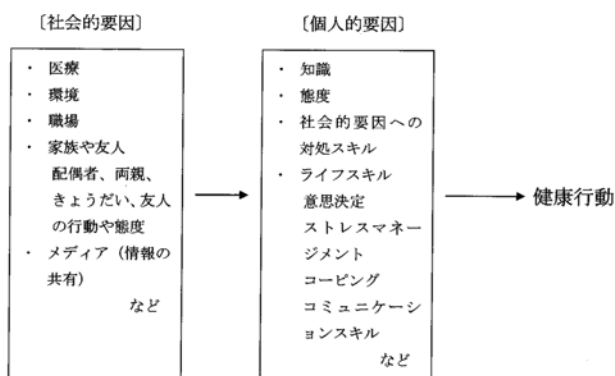 〔社会的要因〕
・ 医療
・ 環境
・ 職場
・ 家族や友人
配偶者、両親、
きょうだい、友人
の行動や態度
・ メディア（情報の
共有）
など
〔個人的要因〕
・ 知識
・ 態度
・ 社会的要因への
対処スキル
・ ライフスキル
意思決定
ストレスマネー
ジメント
コーピング
コミュニケーシ
ョンスキル
など
健康行動